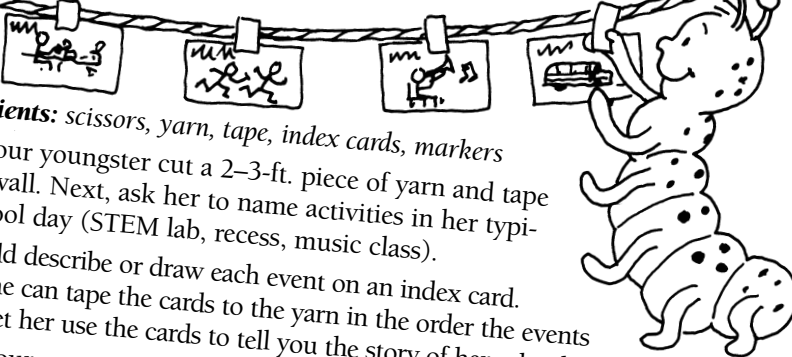 ients: scissors, yarn, tape, index cards, markers
our youngster cut a 2–3-ft. piece of yarn and tape
wall. Next, ask her to name activities in her typi-
ool day (STEM lab, recess, music class).
ld describe or draw each event on an index card.
e can tape the cards to the yarn in the order the events
et her use the cards to tell you the story of her